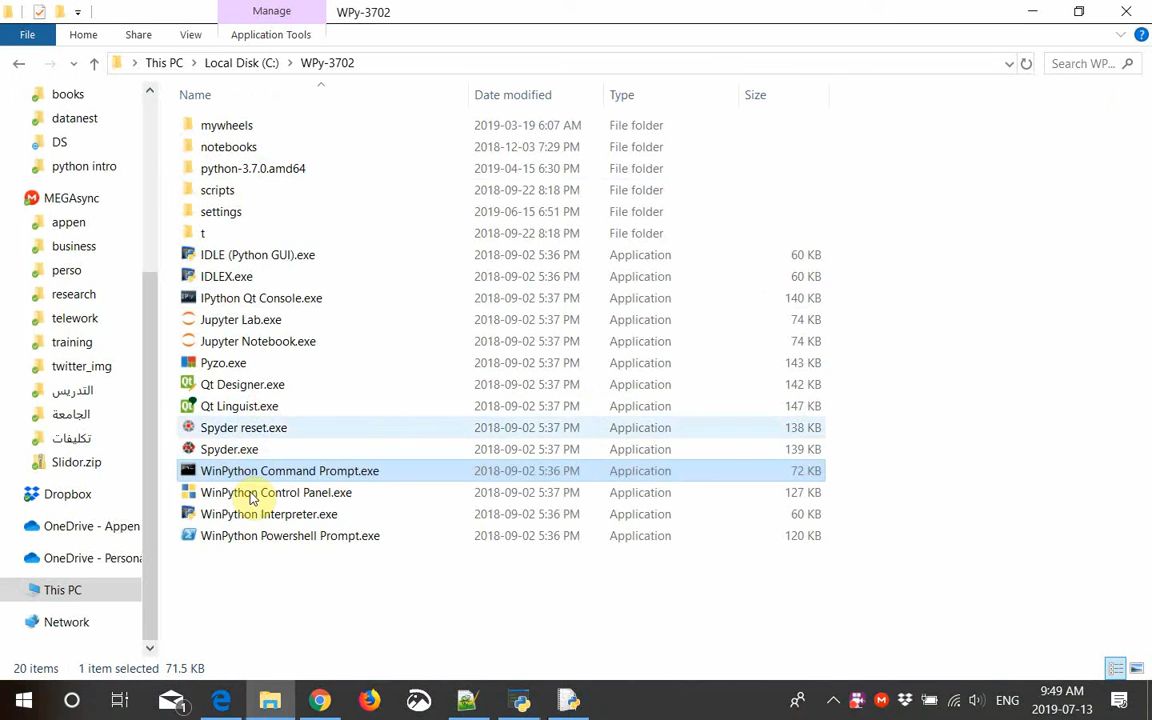 Manage
WPy-3702
File
Home
Share
View
Application Tools
This PC
Local Disk (C:)
WPy-3702
Search WP...
Name
Date modified
Type
Size
books
datanest
DS
python intro
MEGAsync
appen
business
perso
research
telework
training
twitter_img
التدريس
الجامعة
تكليفات
Slidor.zip
Dropbox
OneDrive - Appen
OneDrive - Persona
This PC
Network
mywheels 2019-03-19 6:07 AM File folder
notebooks 2018-12-03 7:29 PM File folder
python-3.7.0.amd64 2019-04-15 6:30 PM File folder
scripts 2018-09-22 8:18 PM File folder
settings 2019-06-15 6:51 PM File folder
t 2018-09-22 8:18 PM File folder
IDLE (Python GUI).exe 2018-09-02 5:36 PM Application 60 KB
IDLEX.exe 2018-09-02 5:36 PM Application 60 KB
IPython Qt Console.exe 2018-09-02 5:37 PM Application 140 KB
Jupyter Lab.exe 2018-09-02 5:37 PM Application 74 KB
Jupyter Notebook.exe 2018-09-02 5:37 PM Application 74 KB
Pyzo.exe 2018-09-02 5:37 PM Application 143 KB
Qt Designer.exe 2018-09-02 5:37 PM Application 142 KB
Qt Linguist.exe 2018-09-02 5:37 PM Application 147 KB
Spyder reset.exe 2018-09-02 5:37 PM Application 138 KB
Spyder.exe 2018-09-02 5:37 PM Application 139 KB
WinPython Command Prompt.exe 2018-09-02 5:36 PM Application 72 KB
WinPython Control Panel.exe 2018-09-02 5:37 PM Application 127 KB
WinPython Interpreter.exe 2018-09-02 5:36 PM Application 60 KB
WinPython Powershell Prompt.exe 2018-09-02 5:36 PM Application 120 KB
20 items 1 item selected 71.5 KB
ENG
9:49 AM
2019-07-13